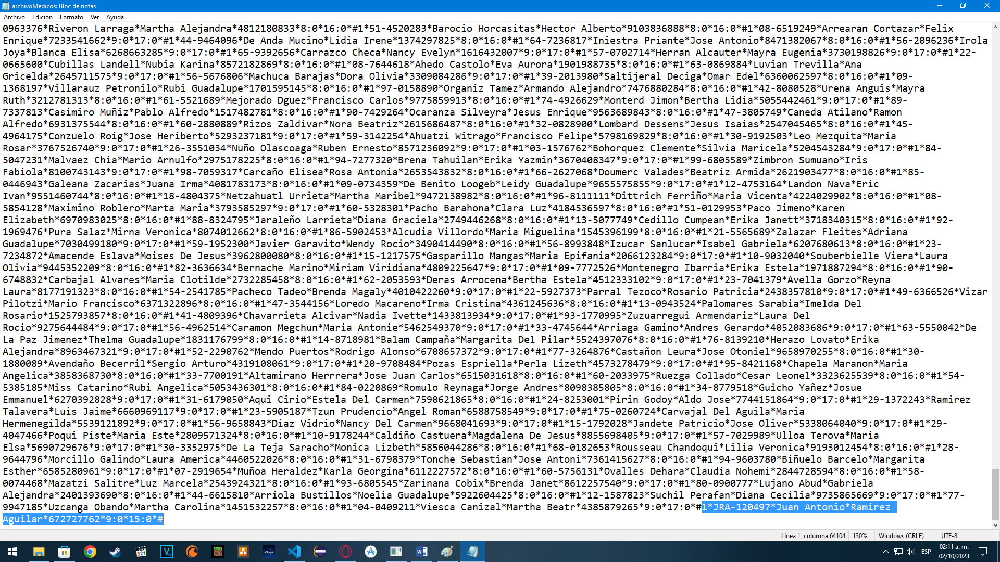 archivoMedicos: Bloc de notas
Archivo Edición Formato Ver Ayuda
0963376*Riveron Larraga*Martha Alejandra*4812180833*8:0*16:0*#1*51-4520283*Barocio Horcasitas*Hector Alberto*9103836888*8:0*16:0*#1*08-6519249*Arrearan Cortazar*Felix
Enrique*7233541662*9:0*17:0*#1*44-9464096*De Anda Mucino*Lidia Irene*1374297825*8:0*16:0*#1*64-7236817*Iniestra Priante*Jose Antonio*8471382067*8:0*16:0*#1*56-2096236*Irola
Joya*Blanca Elisa*6268663285*9:0*17:0*#1*65-9392656*Carrazco Checa*Nancy Evelyn*1616432007*9:0*17:0*#1*57-0702714*Herran Alcauter*Mayra Eugenia*3730198826*9:0*17:0*#1*22-
0665600*Cubillas Landell*Nubia Karina*8572182869*8:0*16:0*#1*08-7644618*Ahedo Castolo*Eva Aurora*1901988735*8:0*16:0*#1*63-0869884*Luvian Trevilla*Ana
Gricelda*2645711575*9:0*17:0*#1*56-5676806*Machuca Barajas*Dora Olivia*3309084286*9:0*17:0*#1*39-2013980*Saltijeral Deciga*Omar Edel*6360062597*8:0*16:0*#1*09-
1368197*Villarauz Petronilo*Rubi Guadalupe*1701595145*8:0*16:0*#1*97-0158890*Organiz Tamez*Armando Alejandro*7476880284*8:0*16:0*#1*42-8080528*Urena Anguis*Mayra
Ruth*3212781313*8:0*16:0*#1*61-5521689*Mejorado Dguez*Francisco Carlos*9775859913*8:0*16:0*#1*74-4926629*Monterd Jimon*Bertha Lidia*5055442461*9:0*17:0*#1*89-
7337813*Casimiro Muñiz*Pablo Alfredo*1517482781*8:0*16:0*#1*90-7429264*Ocaranza Silveyra*Jesus Enrique*9563689843*8:0*16:0*#1*47-3805749*Caneda Atilano*Ramon
Alfredo*6931375544*8:0*16:0*#1*60-2880889*Rizos Zaldivar*Nora Beatriz*2615686487*8:0*16:0*#1*32-0828900*Lombard Dessens*Jesus Isaias*2547045465*8:0*16:0*#1*45-
4964175*Conzuelo Roig*Jose Heriberto*5293237181*9:0*17:0*#1*59-3142254*Ahuatzi Witrago*Francisco Felipe*5798169829*8:0*16:0*#1*30-9192503*Leo Mezquita*Maria
Rosar*3767526740*9:0*17:0*#1*26-3551034*Nuño Olascoaga*Ruben Ernesto*8571236092*9:0*17:0*#1*03-1576762*Bohorquez Clemente*Silvia Maricela*5204543284*9:0*17:0*#1*84-
5047231*Malvaez Chia*Mario Arnulfo*2975178225*8:0*16:0*#1*94-7277320*Brena Tahuilan*Erika Yazmin*3670408347*9:0*17:0*#1*99-6805589*Zimbron Sumuano*Iris
Fabiola*8100743143*9:0*17:0*#1*98-7059317*Carcaño Elisea*Rosa Antonia*2653543832*8:0*16:0*#1*66-2627068*Doumerc Valades*Beatriz Armida*2621903477*8:0*16:0*#1*85-
0446943*Galeana Zacarias*Juana Irma*4081783173*8:0*16:0*#1*09-0734359*De Benito Loogeb*Leidy Guadalupe*9655575855*9:0*17:0*#1*12-4753164*Landon Nava*Eric
Ivan*9551460744*8:0*16:0*#1*18-4804375*Netzahuatl Urrieta*Martha Maribel*9472138982*8:0*16:0*#1*96-8111111*Dittrich Ferriño*Maria Vicenta*4224029902*8:0*16:0*#1*08-
5854128*Maximino Roblero*Marta Maria*3793585297*9:0*17:0*#1*60-5328301*Pacho Barahona*Clara Luz*4184536597*8:0*16:0*#1*51-0129953*Paco Jimeno*Karen
Elizabeth*6970983025*8:0*16:0*#1*88-8324795*Jaraleño Larrieta*Diana Graciela*2749446268*8:0*16:0*#1*13-5077749*Cedillo Cumpean*Erika Janett*3718340315*8:0*16:0*#1*92-
1969476*Pura Salaz*Mirna Veronica*8074012662*8:0*16:0*#1*86-5902453*Alcudia Villordo*Maria Miguelina*1545396199*8:0*16:0*#1*21-5565689*Zalazar Fleites*Adriana
Guadalupe*7030499180*9:0*17:0*#1*59-1952300*Javier Garavito*Wendy Rocio*3490414490*8:0*16:0*#1*56-8993848*Izucar Sanlucar*Isabel Gabriela*6207680613*8:0*16:0*#1*23-
7234872*Amacende Eslava*Moises De Jesus*3962800080*8:0*16:0*#1*15-1217575*Gasparillo Mangas*Maria Epifania*2066123284*9:0*17:0*#1*10-9032040*Souberbielle Viera*Laura
Olivia*9445352209*8:0*16:0*#1*82-3636634*Bernache Marino*Miriam Viridiana*4809225647*9:0*17:0*#1*09-7772526*Montenegro Ibarria*Erika Estela*1971887294*8:0*16:0*#1*90-
6748832*Carbajal Alvares*Maria Clotilde*2732285458*8:0*16:0*#1*62-2053593*Deras Arrocena*Bertha Estela*4512333102*9:0*17:0*#1*23-7041379*Avella Gorzo*Reyna
Laura*8177191323*8:0*16:0*#1*54-2541785*Pacheco Tadeo*Brenda Magaly*4010422260*9:0*17:0*#1*22-5927373*Parral Tezoco*Rosario Patricia*2438357810*9:0*17:0*#1*49-6366526*Vizar
Pilotzi*Mario Francisco*6371322896*8:0*16:0*#1*47-3544156*Loredo Macareno*Irma Cristina*4361245636*8:0*16:0*#1*13-0943524*Palomares Sarabia*Imelda Del
Rosario*1525793857*8:0*16:0*#1*41-4809396*Chavarrieta Alcivar*Nadia Ivette*1433813934*9:0*17:0*#1*93-1770995*Zuzuarregui Armendariz*Laura Del
Rocio*9275644484*9:0*17:0*#1*56-4962514*Caramon Megchun*Maria Antonie*5462549370*9:0*17:0*#1*33-4745644*Arriaga Gamino*Andres Gerardo*4052083686*9:0*17:0*#1*63-5550042*De
La Paz Jimenez*Thelma Guadalupe*1831176799*8:0*16:0*#1*14-8718981*Balam Campaña*Margarita Del Pilar*5524397076*8:0*16:0*#1*76-8139210*Herazo Lovato*Erika
Alejandra*8963467321*9:0*17:0*#1*52-2290762*Mendo Puertos*Rodrigo Alonso*6708657372*9:0*17:0*#1*77-3264876*Castañon Leura*Jose Otoniel*9658970255*8:0*16:0*#1*30-
1880089*Avendaño Becerril*Sergio Arturo*4319108061*9:0*17:0*#1*20-9708484*Pozas Espriella*Perla Lizeth*4573278479*9:0*17:0*#1*95-8421168*Chapela Maranon*Maria
Angelica*3858368730*8:0*16:0*#1*33-7700191*Altamirano Herrrera*Jose Juan Carlos*6515031618*8:0*16:0*#1*60-2033975*Ruezga Collado*Cesar Leonel*3323625539*8:0*16:0*#1*54-
5385185*Miss Catarino*Rubi Angelica*5053436301*8:0*16:0*#1*84-0220869*Romulo Reynaga*Jorge Andres*8098385805*8:0*16:0*#1*34-8779518*Guicho Yañez*Josue
Emmanuel*6270392828*9:0*17:0*#1*31-6179050*Aqui Cirio*Estela Del Carmen*7590621865*8:0*16:0*#1*24-8253001*Pirin Godoy*Aldo Jose*7744151864*9:0*17:0*#1*29-1372243*Ramirez
Talavera*Luis Jaime*6660969117*9:0*17:0*#1*23-5905187*Tzun Prudencio*Angel Roman*6588758549*9:0*17:0*#1*75-0260724*Carvajal Del Aguila*Maria
Hermenegilda*5539121892*9:0*17:0*#1*56-9658843*Diaz Vidrio*Nancy Del Carmen*9668041693*9:0*17:0*#1*15-1792028*Jandete Patricio*Jose Oliver*5338064040*9:0*17:0*#1*29-
4047466*Poqui Piste*Maria Este*2809571324*8:0*16:0*#1*10-9178244*Caldiño Castuera*Magdalena De Jesus*8855698405*9:0*17:0*#1*57-7029989*Ulloa Terova*Maria
Elsa*5690729676*9:0*17:0*#1*30-3352975*De La Teja Saracho*Monica Lizbeth*5856044286*8:0*16:0*#1*68-0182653*Rousseau Chandoqui*Lilia Veronica*9193012454*8:0*16:0*#1*28-
9644796*Morcillo Galindo*Laura America*4460522026*8:0*16:0*#1*31-6798379*Tonche Sebastian*Jose Antoni*7361415627*8:0*16:0*#1*94-9603780*Biñuelo Barcelo*Margarita
Esther*6585280961*9:0*17:0*#1*07-2919654*Muñoa Heraldez*Karla Georgina*6112227572*8:0*16:0*#1*60-5756131*Ovalles Dehara*Claudia Nohemi*2844728594*8:0*16:0*#1*58-
0074468*Mazatzi Salitre*Luz Marcela*2543924321*8:0*16:0*#1*93-6805545*Zarinana Cobix*Brenda Janet*8612257540*9:0*17:0*#1*80-0900777*Lujano Abud*Gabriela
Alejandra*2401393690*8:0*16:0*#1*44-6615810*Arriola Bustillos*Noelia Guadalupe*5922604425*8:0*16:0*#1*12-1587823*Suchil Perafan*Diana Cecilia*9735865669*9:0*17:0*#1*77-
9947185*Uzcanga Obando*Martha Carolina*1451532257*8:0*16:0*#1*04-0409211*Viesca Canizal*Martha Beatr*4385879265*9:0*17:0*#1*JRA-120497*Juan Antonio*Ramirez
Aguilar*672727762*9:0*15:0*#
Línea 1, columna 64104 130% Windows (CRLF) UTF-8
ESP
02:11 a. m.
02/10/2023